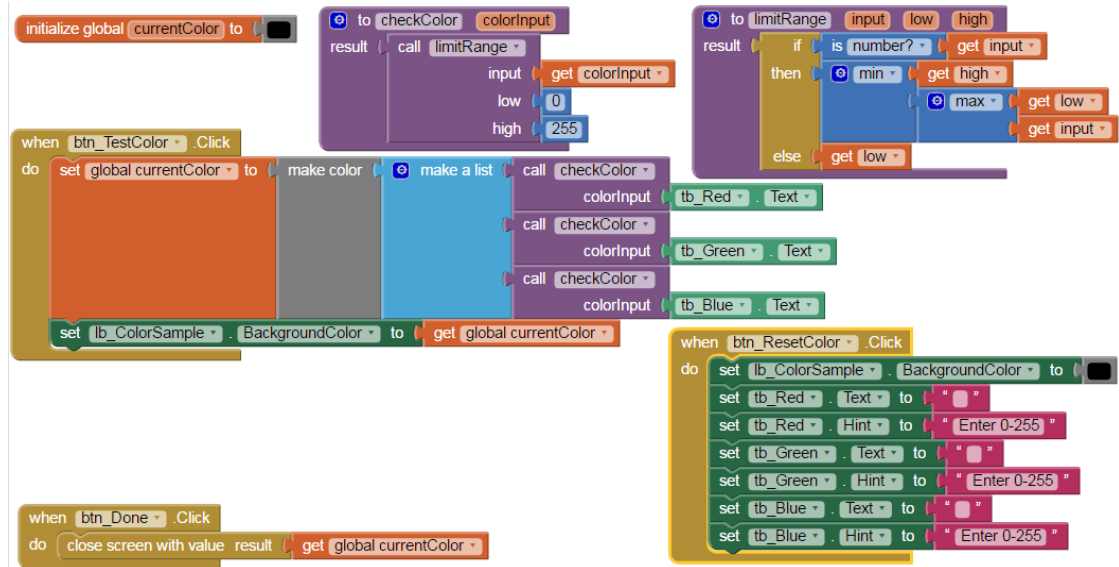 initialize global currentColor to
to checkColor colorInput
result call limitRange
input get colorInput
low 0
high 255
to limitRange input low high
result if is number? get input
then min get high
max get low
get input
else get low
when btn_TestColor .Click
do set global currentColor to make color make a list call checkColor
colorInput tb_Red . Text
call checkColor
colorInput tb_Green . Text
call checkColor
colorInput tb_Blue . Text
set lb_ColorSample . BackgroundColor to get global currentColor
when btn_ResetColor .Click
do set lb_ColorSample . BackgroundColor to
set tb_Red . Text to " "
set tb_Red . Hint to " Enter 0-255 "
set tb_Green . Text to " "
set tb_Green . Hint to " Enter 0-255 "
set tb_Blue . Text to " "
set tb_Blue . Hint to " Enter 0-255 "
when btn_Done .Click
do close screen with value result get global currentColor